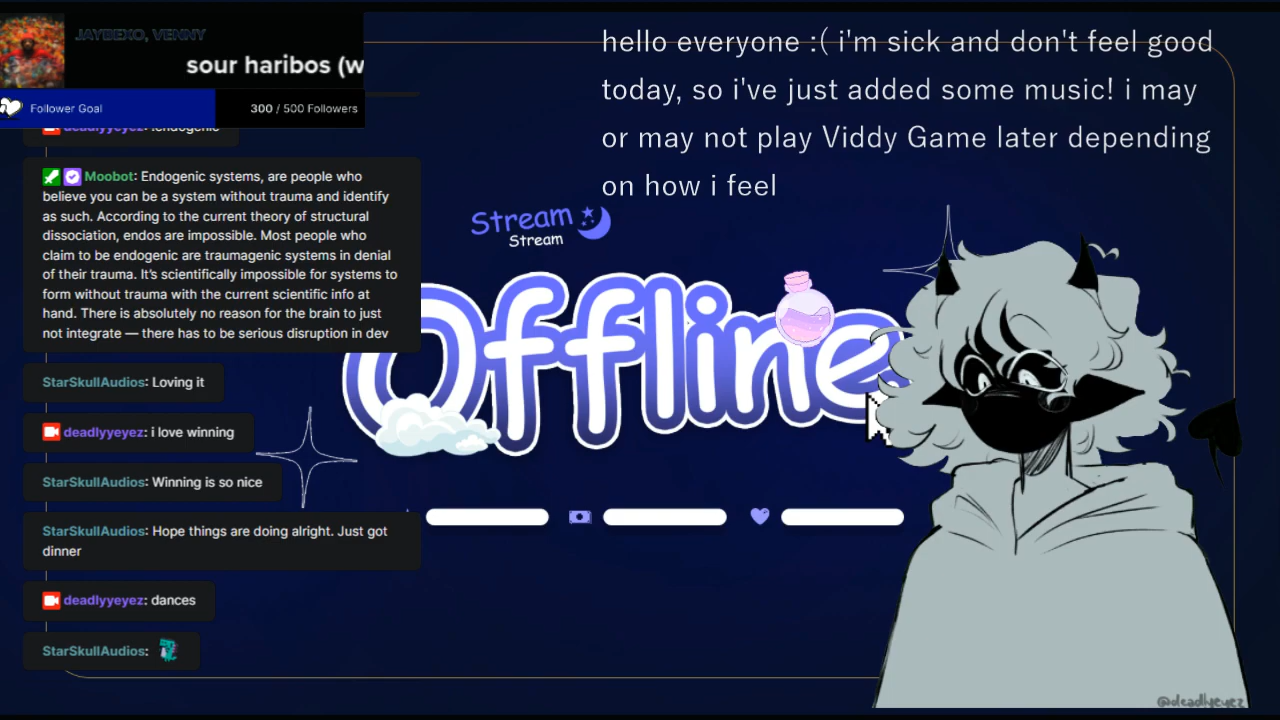 JAYBEXO, VENNY
sour haribos (w
Follower Goal
300 / 500 Followers
deadlyyeyez: !endogenic
Moobot: Endogenic systems, are people who
believe you can be a system without trauma and identify
as such. According to the current theory of structural
dissociation, endos are impossible. Most people who
claim to be endogenic are traumagenic systems in denial
of their trauma. It's scientifically impossible for systems to
form without trauma with the current scientific info at
hand. There is absolutely no reason for the brain to just
not integrate — there has to be serious disruption in dev
StarSkullAudios: Loving it
deadlyyeyez: i love winning
StarSkullAudios: Winning is so nice
StarSkullAudios: Hope things are doing alright. Just got
dinner
deadlyyeyez: dances
StarSkullAudios:
hello everyone :( i'm sick and don't feel good
today, so i've just added some music! i may
or may not play Viddy Game later depending
on how i feel
Stream
Stream
Offline
@deadlyeyez